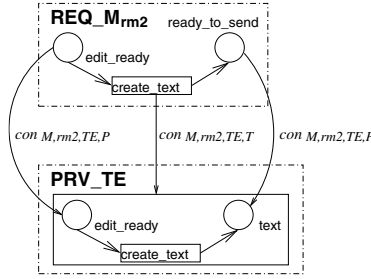 REQ_Mrm2
ready_to_send
edit_ready
create_text
con M,rm2,TE,P
con M,rm2,TE,T
con M,rm2,TE,
PRV_TE
edit_ready
text
create_text